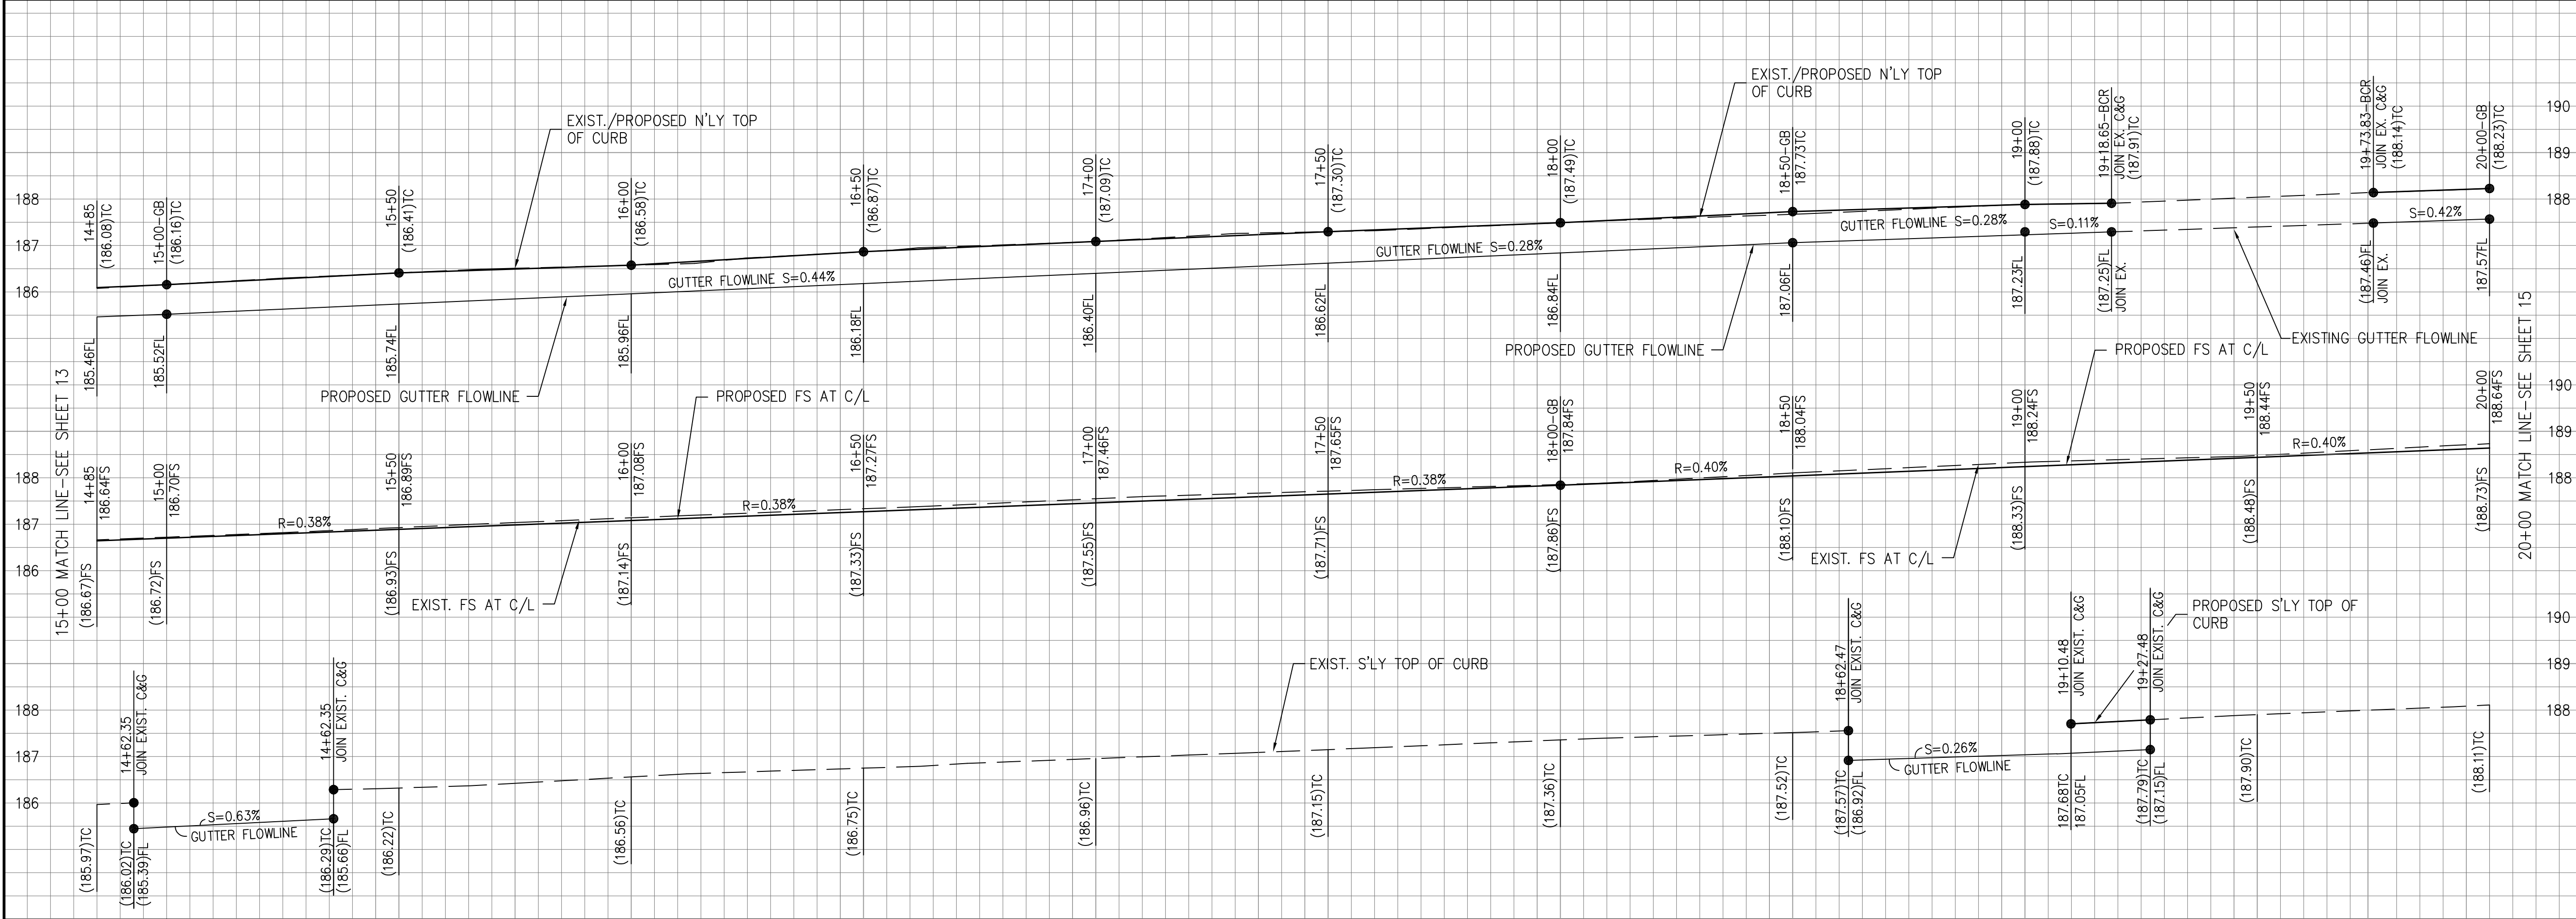 EXIST./PROPOSED N'LY TOP
OF CURB
EXIST./PROPOSED N'LY TOP
OF CURB
190
189
188
188
187
186
14+85
(186.08)TC
15+00-GB
(186.16)TC
15+50
(186.41)TC
16+00
(186.58)TC
16+50
(186.87)TC
17+00
(187.09)TC
17+50
(187.30)TC
18+00
(187.49)TC
18+50-GB
187.73TC
19+00
(187.88)TC
19+18.65-BCR
JOIN EX. C&G
(187.91)TC
19+73.83-BCR
JOIN EX. C&G
(188.14)TC
20+00-GB
(188.23)TC
GUTTER FLOWLINE S=0.44%
GUTTER FLOWLINE S=0.28%
GUTTER FLOWLINE S=0.28%
S=0.11%
S=0.42%
185.46FL
185.52FL
185.74FL
185.96FL
186.18FL
186.40FL
186.62FL
186.84FL
187.06FL
187.23FL
(187.25)FL
JOIN EX.
(187.46)FL
JOIN EX.
187.57FL
PROPOSED GUTTER FLOWLINE
PROPOSED GUTTER FLOWLINE
EXISTING GUTTER FLOWLINE
15+00 MATCH LINE-SEE SHEET 13
20+00 MATCH LINE-SEE SHEET 15
PROPOSED FS AT C/L
PROPOSED FS AT C/L
190
189
188
188
187
186
14+85
186.64FS
15+00
186.70FS
15+50
186.89FS
16+00
187.08FS
16+50
187.27FS
17+00
187.46FS
17+50
187.65FS
18+00-GB
187.84FS
18+50
188.04FS
19+00
188.24FS
19+50
188.44FS
20+00
188.64FS
R=0.38%
R=0.38%
R=0.38%
R=0.40%
R=0.40%
(186.67)FS
(186.72)FS
(186.93)FS
(187.14)FS
(187.33)FS
(187.55)FS
(187.71)FS
(187.86)FS
(188.10)FS
(188.33)FS
(188.48)FS
(188.73)FS
EXIST. FS AT C/L
EXIST. FS AT C/L
190
189
188
188
187
186
14+62.35
JOIN EXIST. C&G
14+62.35
JOIN EXIST. C&G
EXIST. S'LY TOP OF CURB
18+62.47
JOIN EXIST. C&G
19+10.48
JOIN EXIST. C&G
19+27.48
JOIN EXIST. C&G
PROPOSED S'LY TOP OF
CURB
S=0.63%
GUTTER FLOWLINE
S=0.26%
GUTTER FLOWLINE
(185.97)TC
(186.02)TC
(185.39)FL
(186.29)TC
(185.66)FL
(186.22)TC
(186.56)TC
(186.75)TC
(186.96)TC
(187.15)TC
(187.36)TC
(187.52)TC
(187.57)TC
(186.92)FL
187.68TC
187.05FL
(187.79)TC
(187.15)FL
(187.90)TC
(188.11)TC